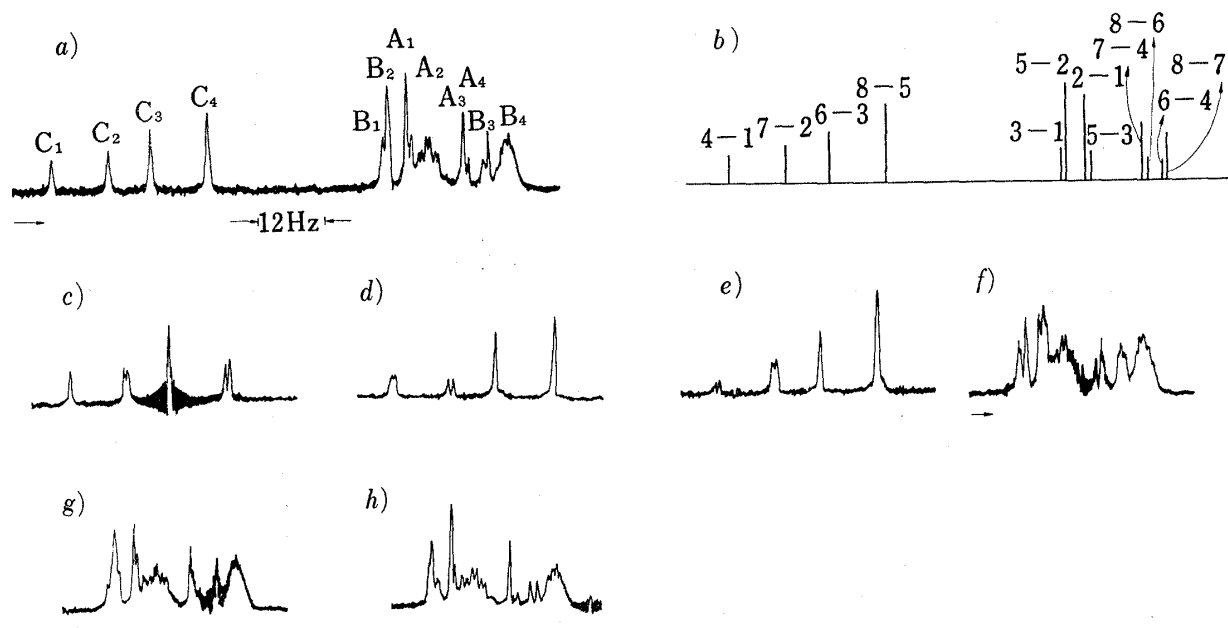 a)
C1 C2 C3 C4 B1 B2 A1 A2 A3 A4 B3 B4
12Hz
b)
4-1 7-2 6-3 8-5 3-1 5-2 2-1 5-3 7-4 8-6 6-4 8-7
c)
d)
e)
f)
g)
h)